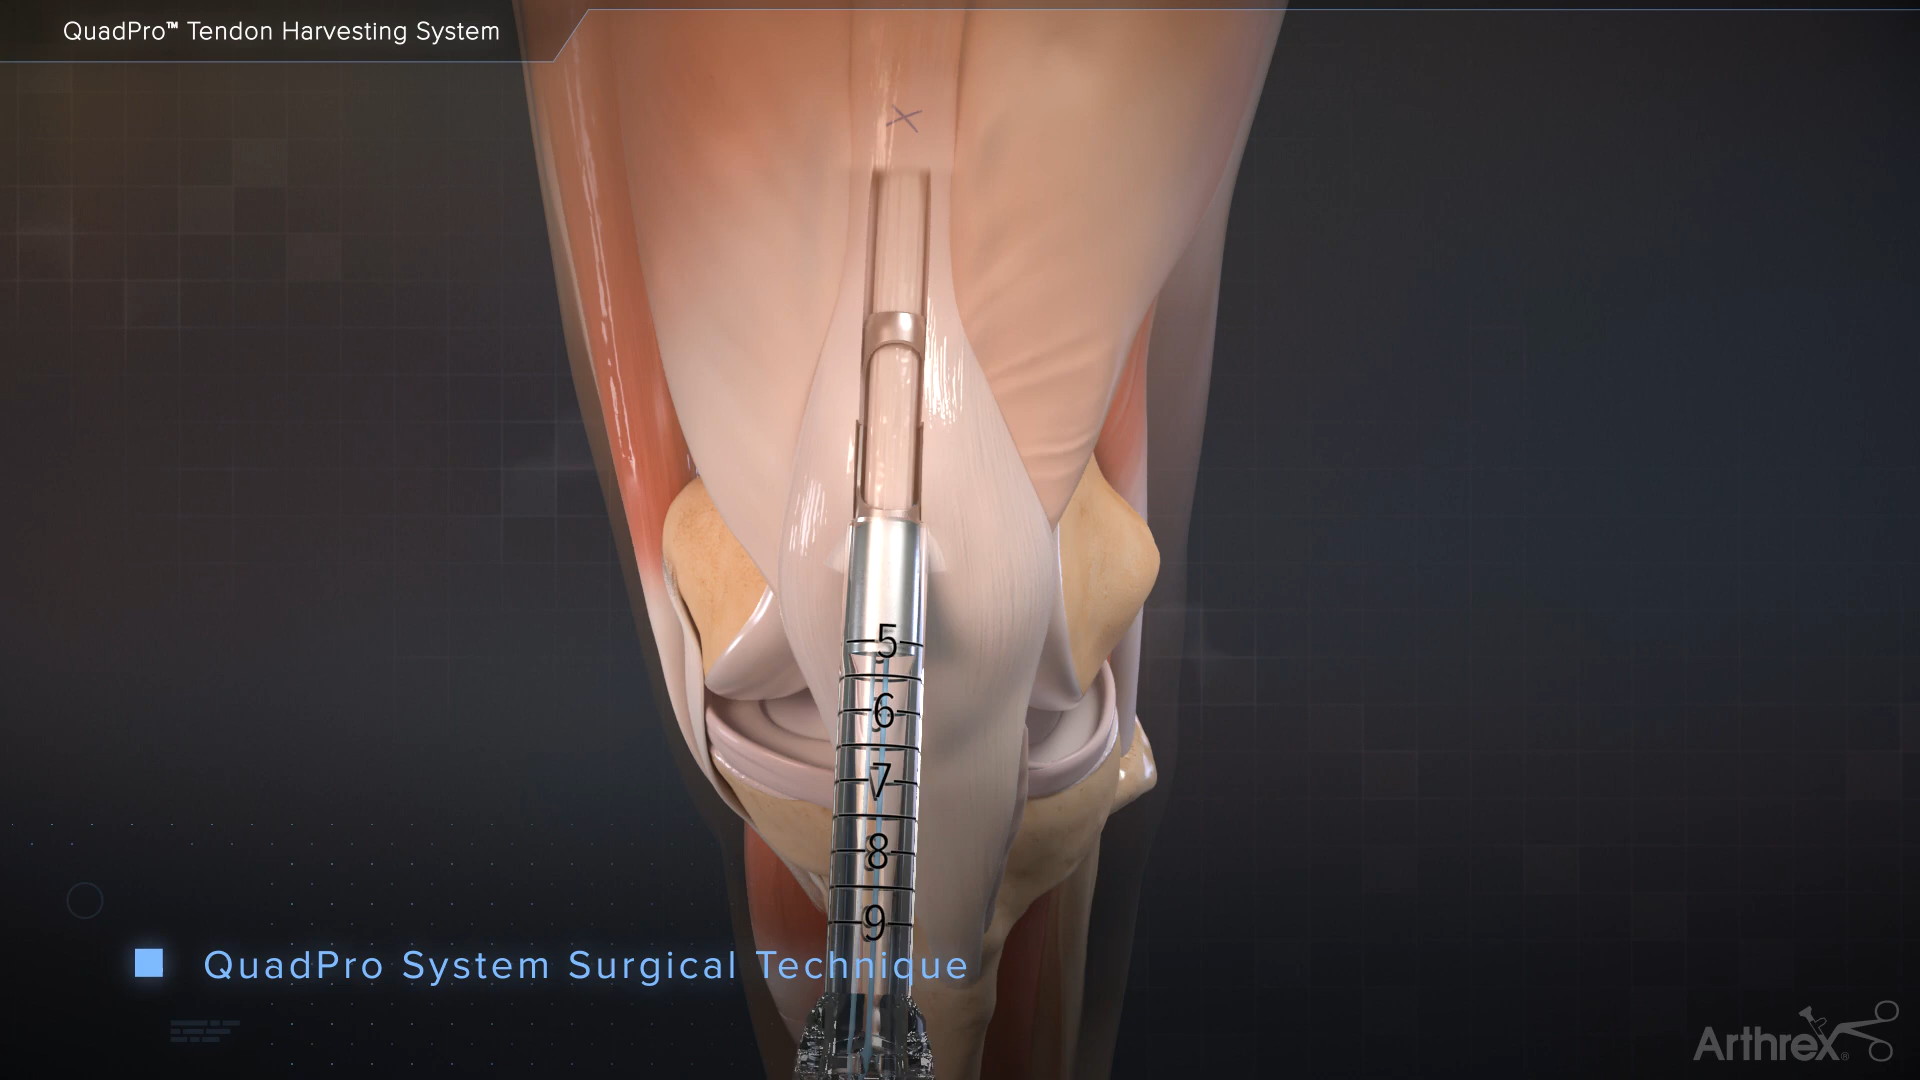 QuadPro™ Tendon Harvesting System
5
6
7
8
9
QuadPro System Surgical Technique
Arthrex®